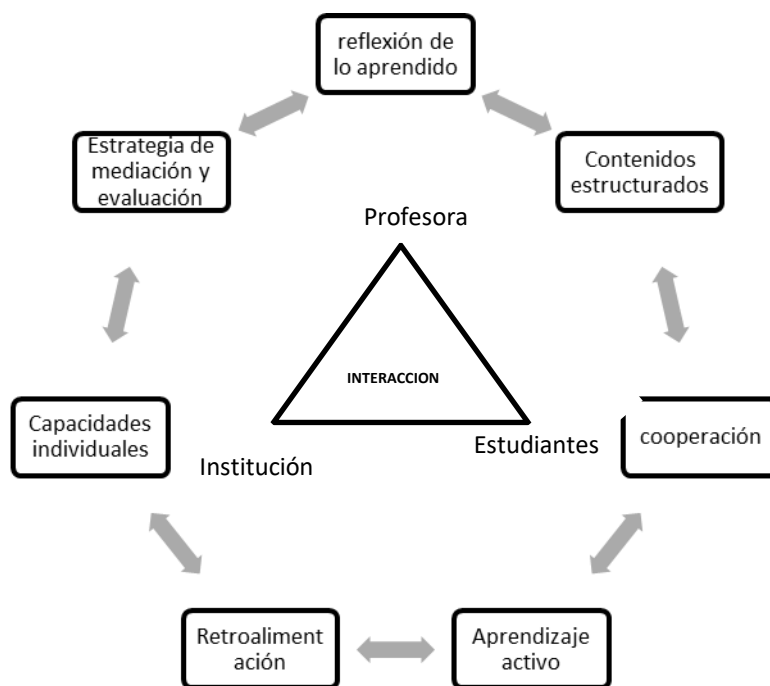 reflexión de
lo aprendido
Estrategia de
mediación y
evaluación
Contenidos
estructurados
Profesora
INTERACCION
Capacidades
individuales
Institución
Estudiantes
cooperación
Retroaliment
ación
Aprendizaje
activo